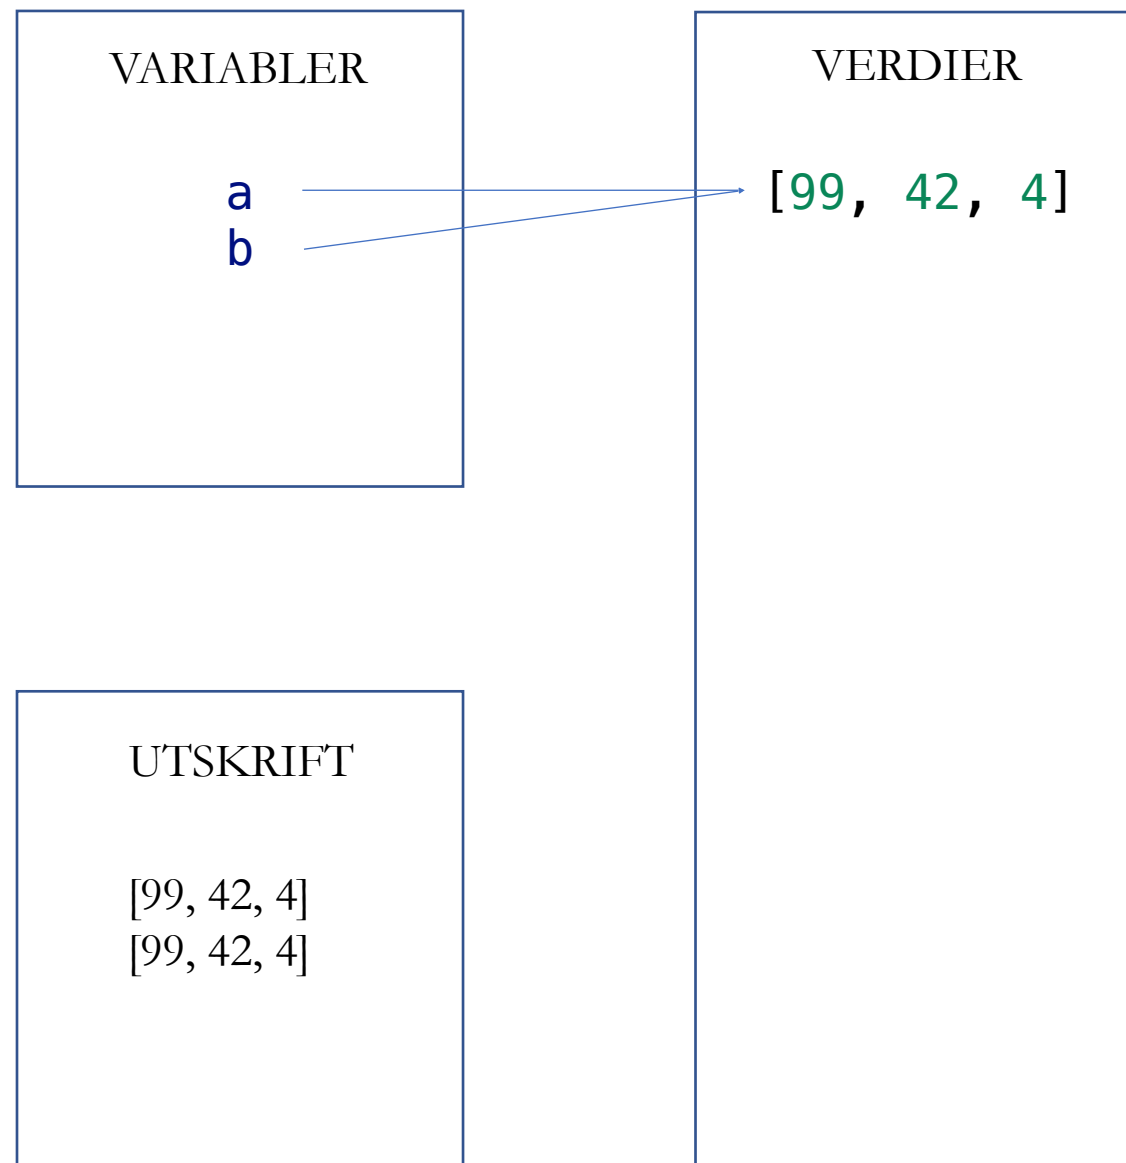 VARIABLER
a
b
VERDIER
[99, 42, 4]
UTSKRIFT
[99, 42, 4]
[99, 42, 4]